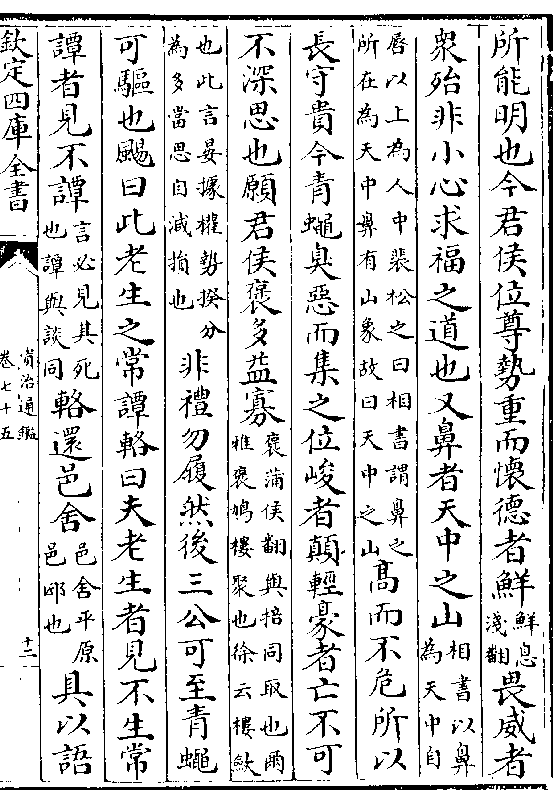 所能明也今君侯位尊勢重而懷德者鮮鮮息淺翻畏威者
衆殆非小心求福之道也又鼻者天中之山相書以鼻為天中自
唇以上為人中裴松之曰相書謂鼻之所在為天中鼻有山象故曰天中之山高而不危所以
長守貴今青蠅臭惡而集之位峻者顛輕豪者亡不可
不深思也願君侯裒多益寡裒蒲侯翻與掊同取也爾雅裒鳩樓聚也徐云樓歛
也此言晏據權勢揆分為多當思自減損也非禮勿履然後三公可至青蠅
可驅也颺曰此老生之常譚輅曰夫老生者見不生常
譚者見不譚言必見其死也譚與談同輅還邑舍邑舍平原邑邸也具以語
欽定四庫全書
資治通鑑
卷七十五
十二